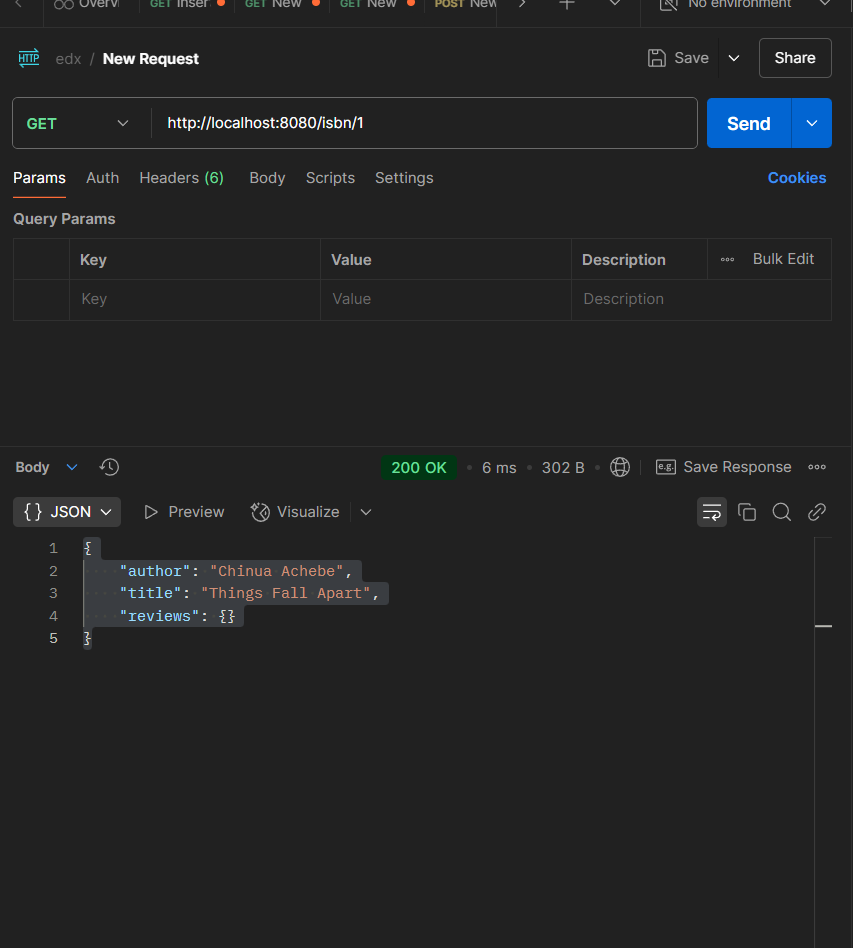 Overv GET Inser GET New GET New POST New No environment
HTTP edx / New Request Save Share
GET http://localhost:8080/isbn/1 Send
Params Auth Headers (6) Body Scripts Settings Cookies
Query Params
Key Value Description Bulk Edit
Key Value Description
Body 200 OK • 6 ms • 302 B • e.g. Save Response
{} JSON Preview Visualize
1 {
2 "author": "Chinua Achebe",
3 "title": "Things Fall Apart",
4 "reviews": {}
5 }